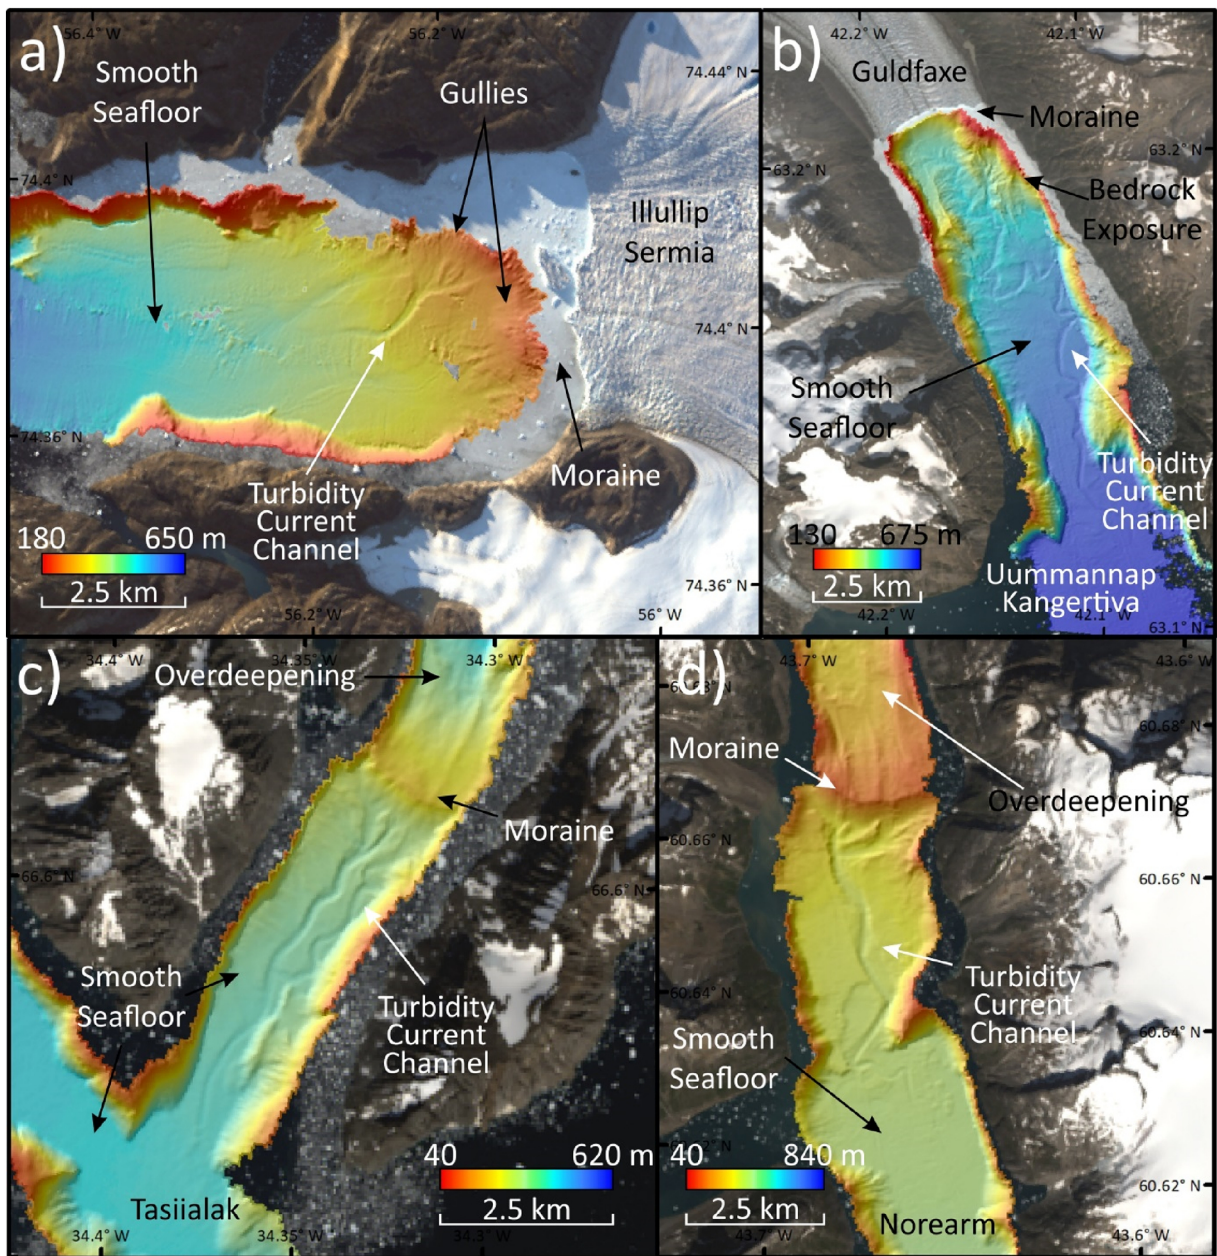 a)
56.4° W
56.2° W
Smooth
Seafloor
Gullies
74.44° N
74.4° N
Illullip
Sermia
74.4° N
74.36° N
Moraine
Turbidity
Current
Channel
180
650 m
2.5 km
74.36° N
56.2° W
56° W
b)
42.2° W
42.1° W
Guldfaxe
Moraine
63.2° N
63.2° N
Bedrock
Exposure
Smooth
Seafloor
Turbidity
Current
Channel
130
675 m
2.5 km
Uummannap
Kangertiva
42.2° W
42.1° W
63.1° N
c)
34.4° W
34.35° W
34.3° W
Overdeepening
Moraine
66.6° N
66.6° N
Smooth
Seafloor
Turbidity
Current
Channel
40
620 m
2.5 km
Tasiialak
34.4° W
34.35° W
34.3° W
d)
43.7° W
43.6° W
60.68° N
60.68° N
Moraine
Overdeepening
60.66° N
60.66° N
Turbidity
Current
Channel
60.64° N
60.64° N
Smooth
Seafloor
40
840 m
2.5 km
60.62° N
Norearm
43.7° W
43.6° W